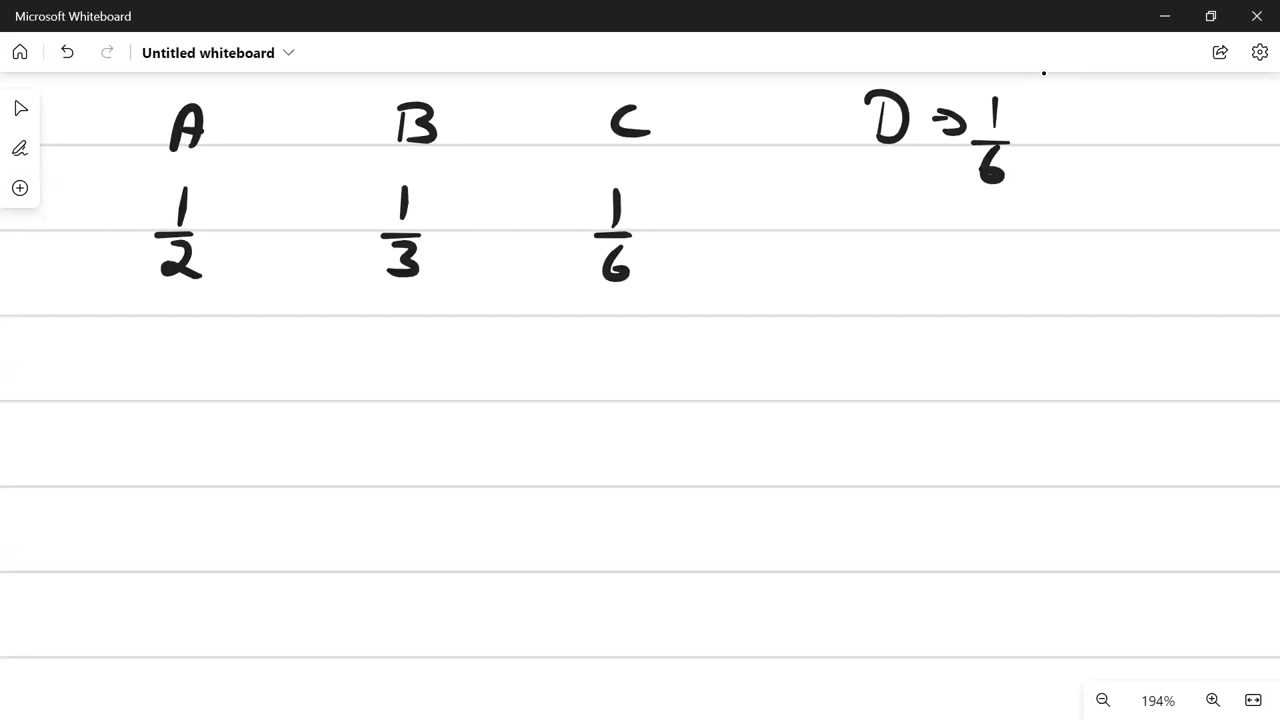 Microsoft Whiteboard
Untitled whiteboard
A B C D => 1/6
1/2 1/3 1/6
194%